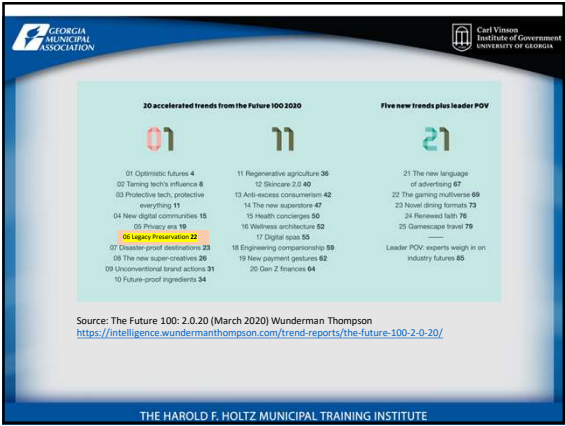 GEORGIA
MUNICIPAL
ASSOCIATION
Carl Vinson
Institute of Government
UNIVERSITY OF GEORGIA
20 accelerated trends from the Future 100 2020
01
01 Optimistic futures 4
02 Taming tech's influence 8
03 Protective tech, protective
everything 11
04 New digital communities 15
05 Privacy era 19
06 Legacy Preservation 22
07 Disaster-proof destinations 23
08 The new super-creatives 26
09 Unconventional brand actions 31
10 Future-proof ingredients 34
11
11 Regenerative agriculture 36
12 Skincare 2.0 40
13 Anti-excess consumerism 42
14 The new superstore 47
15 Health concierges 50
16 Wellness architecture 52
17 Digital spas 55
18 Engineering companionship 59
19 New payment gestures 62
20 Gen Z finances 64
Five new trends plus leader POV
21
21 The new language
of advertising 67
22 The gaming multiverse 69
23 Novel dining formats 73
24 Renewed faith 76
25 Gamescape travel 79
Leader POV: experts weigh in on
industry futures 85
Source: The Future 100: 2.0.20 (March 2020) Wunderman Thompson
https://intelligence.wundermanthompson.com/trend-reports/the-future-100-2-0-20/
THE HAROLD F. HOLTZ MUNICIPAL TRAINING INSTITUTE